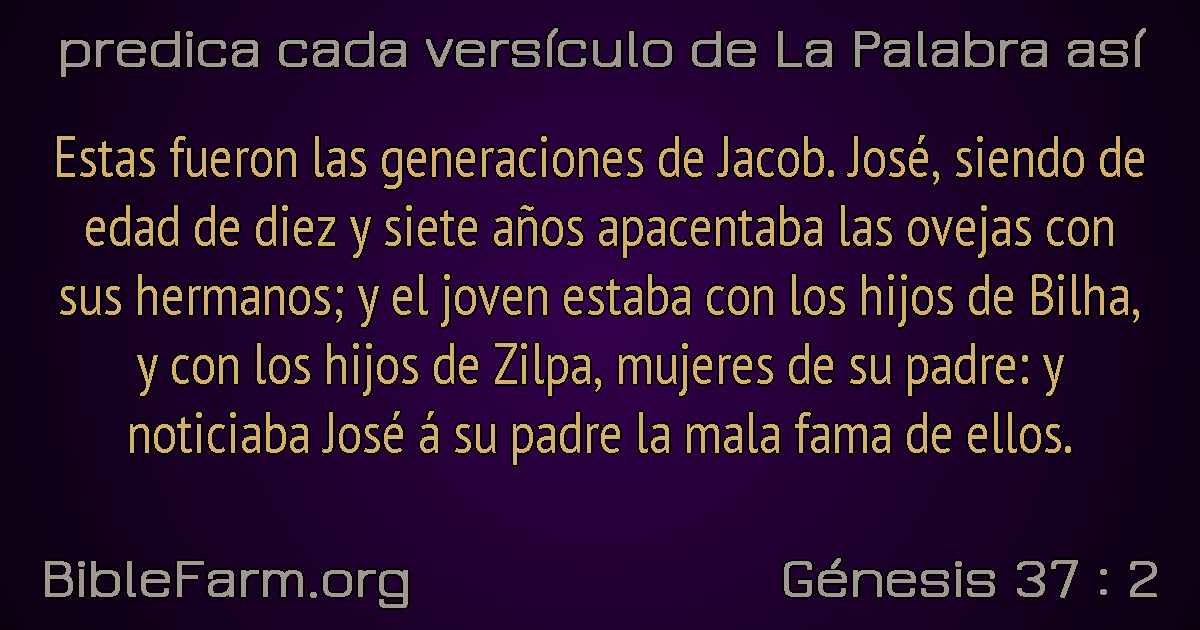 predica cada versículo de La Palabra así
Estas fueron las generaciones de Jacob. José, siendo de
edad de diez y siete años apacentaba las ovejas con
sus hermanos; y el joven estaba con los hijos de Bilha,
y con los hijos de Zilpa, mujeres de su padre: y
noticiaba José á su padre la mala fama de ellos.
BibleFarm.org
Génesis 37 : 2